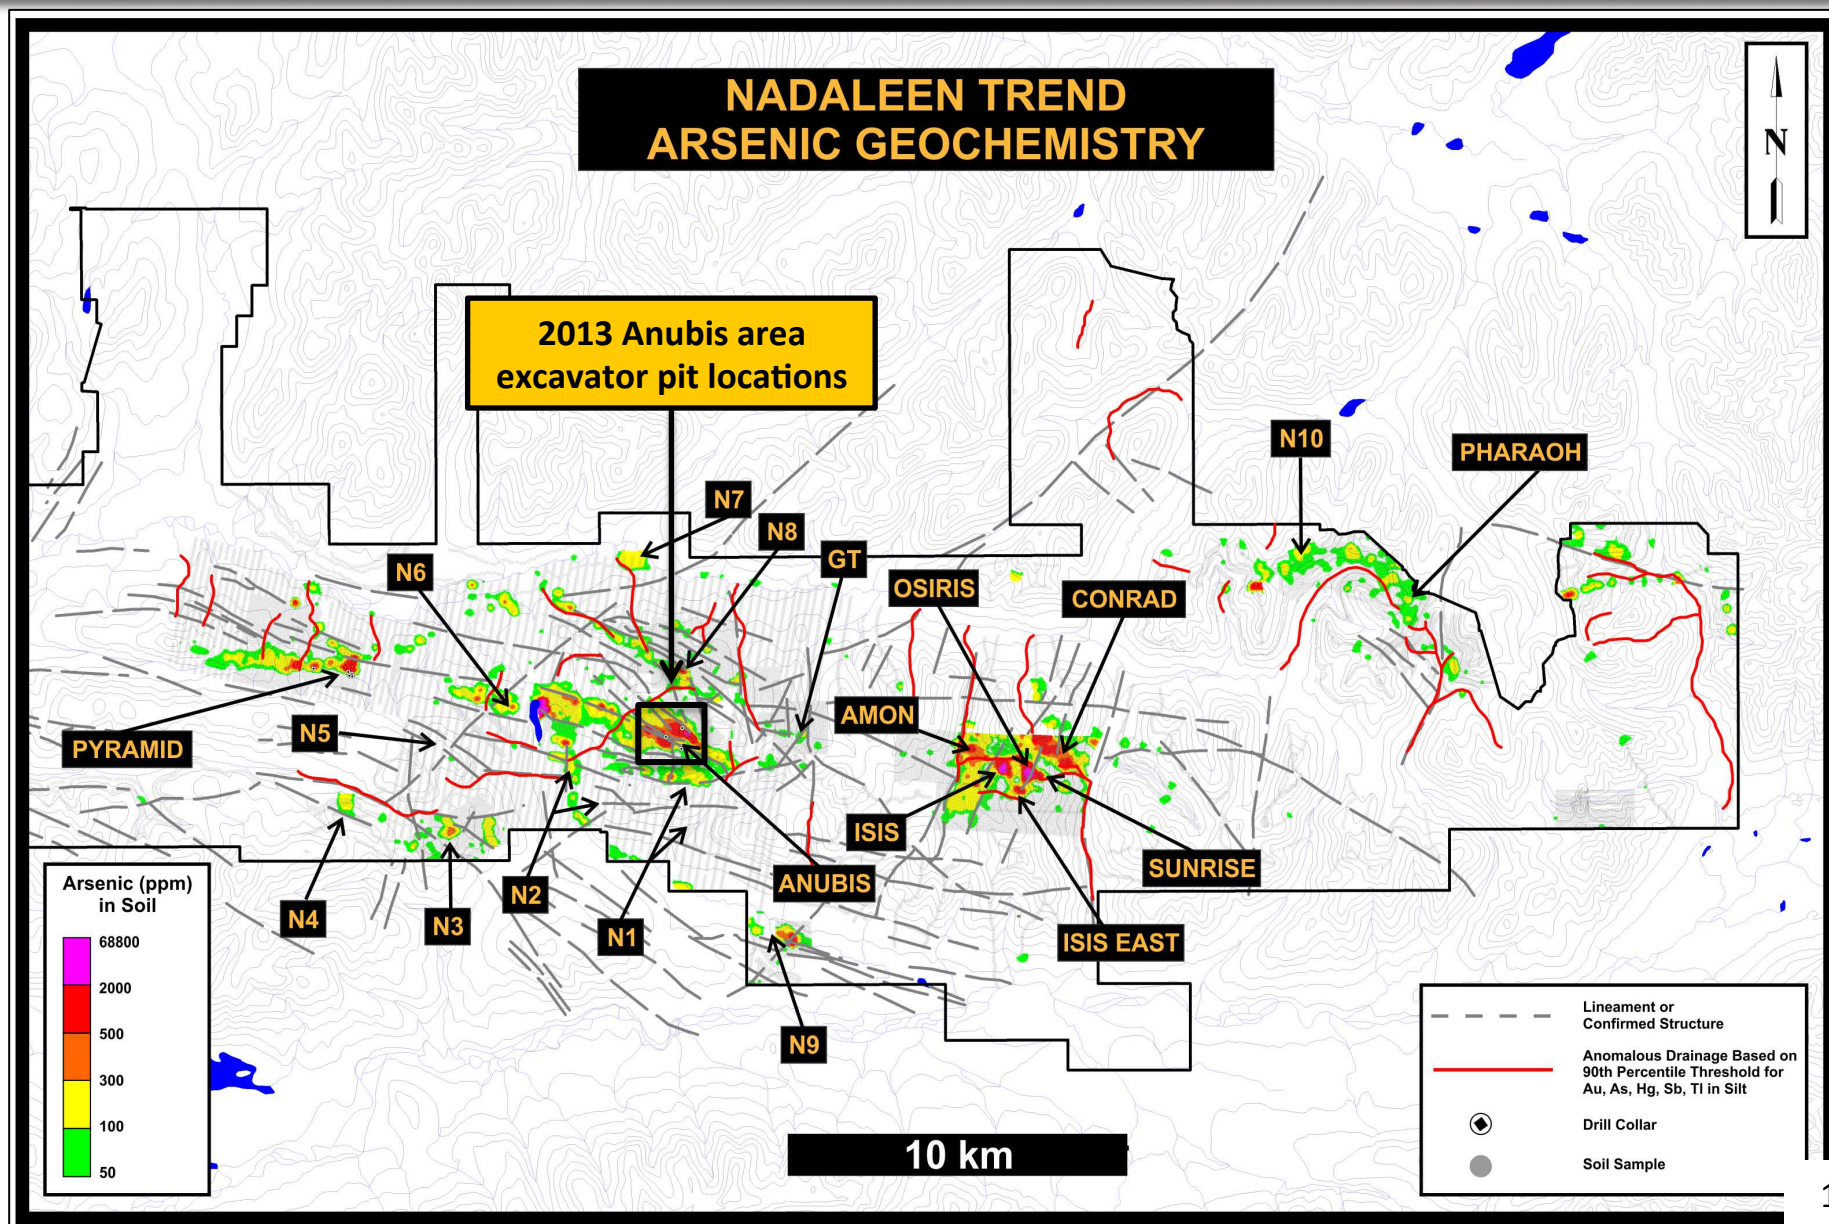 NADALEEN TREND
ARSENIC GEOCHEMISTRY
N
2013 Anubis area
excavator pit locations
N10
PHARAOH
N7
N8
GT
N6
OSIRIS
CONRAD
AMON
N5
PYRAMID
ISIS
SUNRISE
ANUBIS
N4
N3
N2
N1
ISIS EAST
N9
Arsenic (ppm)
in Soil
68800
2000
500
300
100
50
10 km
Lineament or
Confirmed Structure
Anomalous Drainage Based on
90th Percentile Threshold for
Au, As, Hg, Sb, Tl in Silt
Drill Collar
Soil Sample